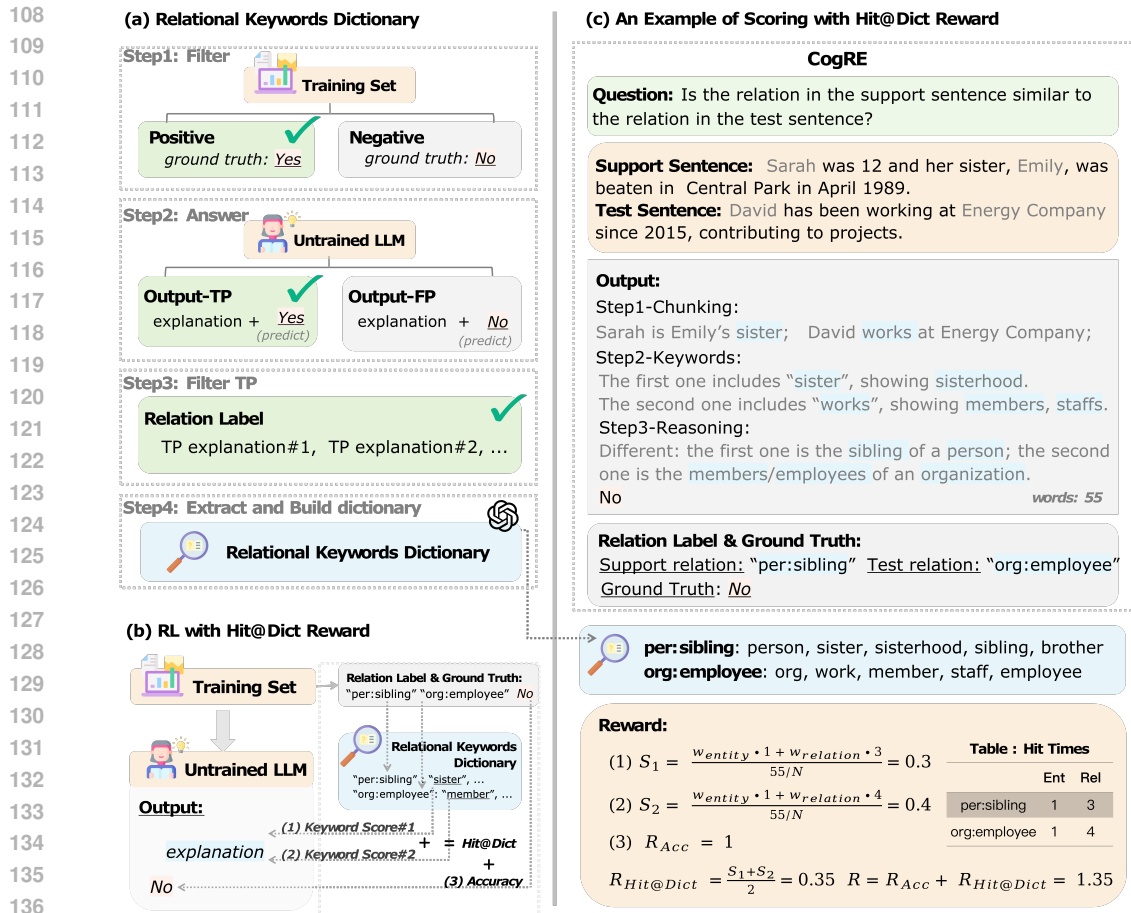 108
109
110
111
112
113
114
115
116
117
118
119
120
121
122
123
124
125
126
127
128
129
130
131
132
133
134
135
136
(a) Relational Keywords Dictionary
Step1: Filter
Training Set
Positive
ground truth: Yes
Negative
ground truth: No
Step2: Answer
Untrained LLM
Output-TP
explanation + Yes
(predict)
Output-FP
explanation + No
(predict)
Step3: Filter TP
Relation Label
TP explanation#1, TP explanation#2, ...
Step4: Extract and Build dictionary
Relational Keywords Dictionary
(b) RL with Hit@Dict Reward
Training Set
Relation Label & Ground Truth:
"per:sibling" "org:employee" No
Untrained LLM
Relational Keywords
Dictionary
"per:sibling" : "sister", ...
"org:employee": "member", ...
Output:
explanation
No
(1) Keyword Score#1
(2) Keyword Score#2
+ = Hit@Dict
+
(3) Accuracy
(c) An Example of Scoring with Hit@Dict Reward
CogRE
Question: Is the relation in the support sentence similar to
the relation in the test sentence?
Support Sentence: Sarah was 12 and her sister, Emily, was
beaten in Central Park in April 1989.
Test Sentence: David has been working at Energy Company
since 2015, contributing to projects.
Output:
Step1-Chunking:
Sarah is Emily's sister; David works at Energy Company;
Step2-Keywords:
The first one includes "sister", showing sisterhood.
The second one includes "works", showing members, staffs.
Step3-Reasoning:
Different: the first one is the sibling of a person; the second
one is the members/employees of an organization.
No
words: 55
Relation Label & Ground Truth:
Support relation: "per:sibling" Test relation: "org:employee"
Ground Truth: No
per:sibling: person, sister, sisterhood, sibling, brother
org:employee: org, work, member, staff, employee
Reward:
(1) S₁ = (w_entity • 1 + w_relation • 3) / (55/N) = 0.3
(2) S₂ = (w_entity • 1 + w_relation • 4) / (55/N) = 0.4
(3) R_Acc = 1
R_Hit@Dict = (S₁+S₂)/2 = 0.35 R = R_Acc + R_Hit@Dict = 1.35
Table : Hit Times
Ent Rel
per:sibling 1 3
org:employee 1 4